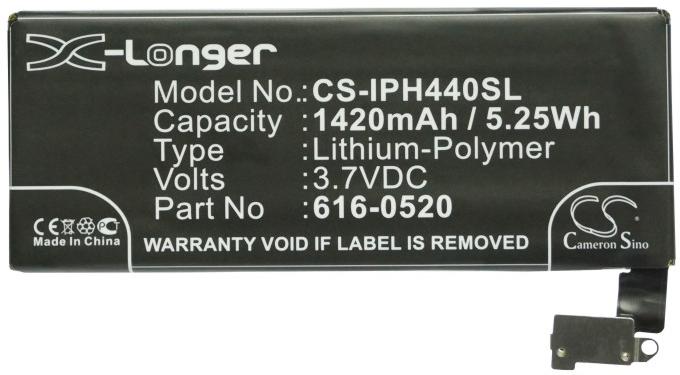 X-Longer
Model No.: CS-IPH440SL
Capacity : 1420mAh / 5.25Wh
Type : Lithium-Polymer
Volts : 3.7VDC
Part No : 616-0520
CE
Made In China
WARRANTY VOID IF LABEL IS REMOVED
CS
Cameron Sino